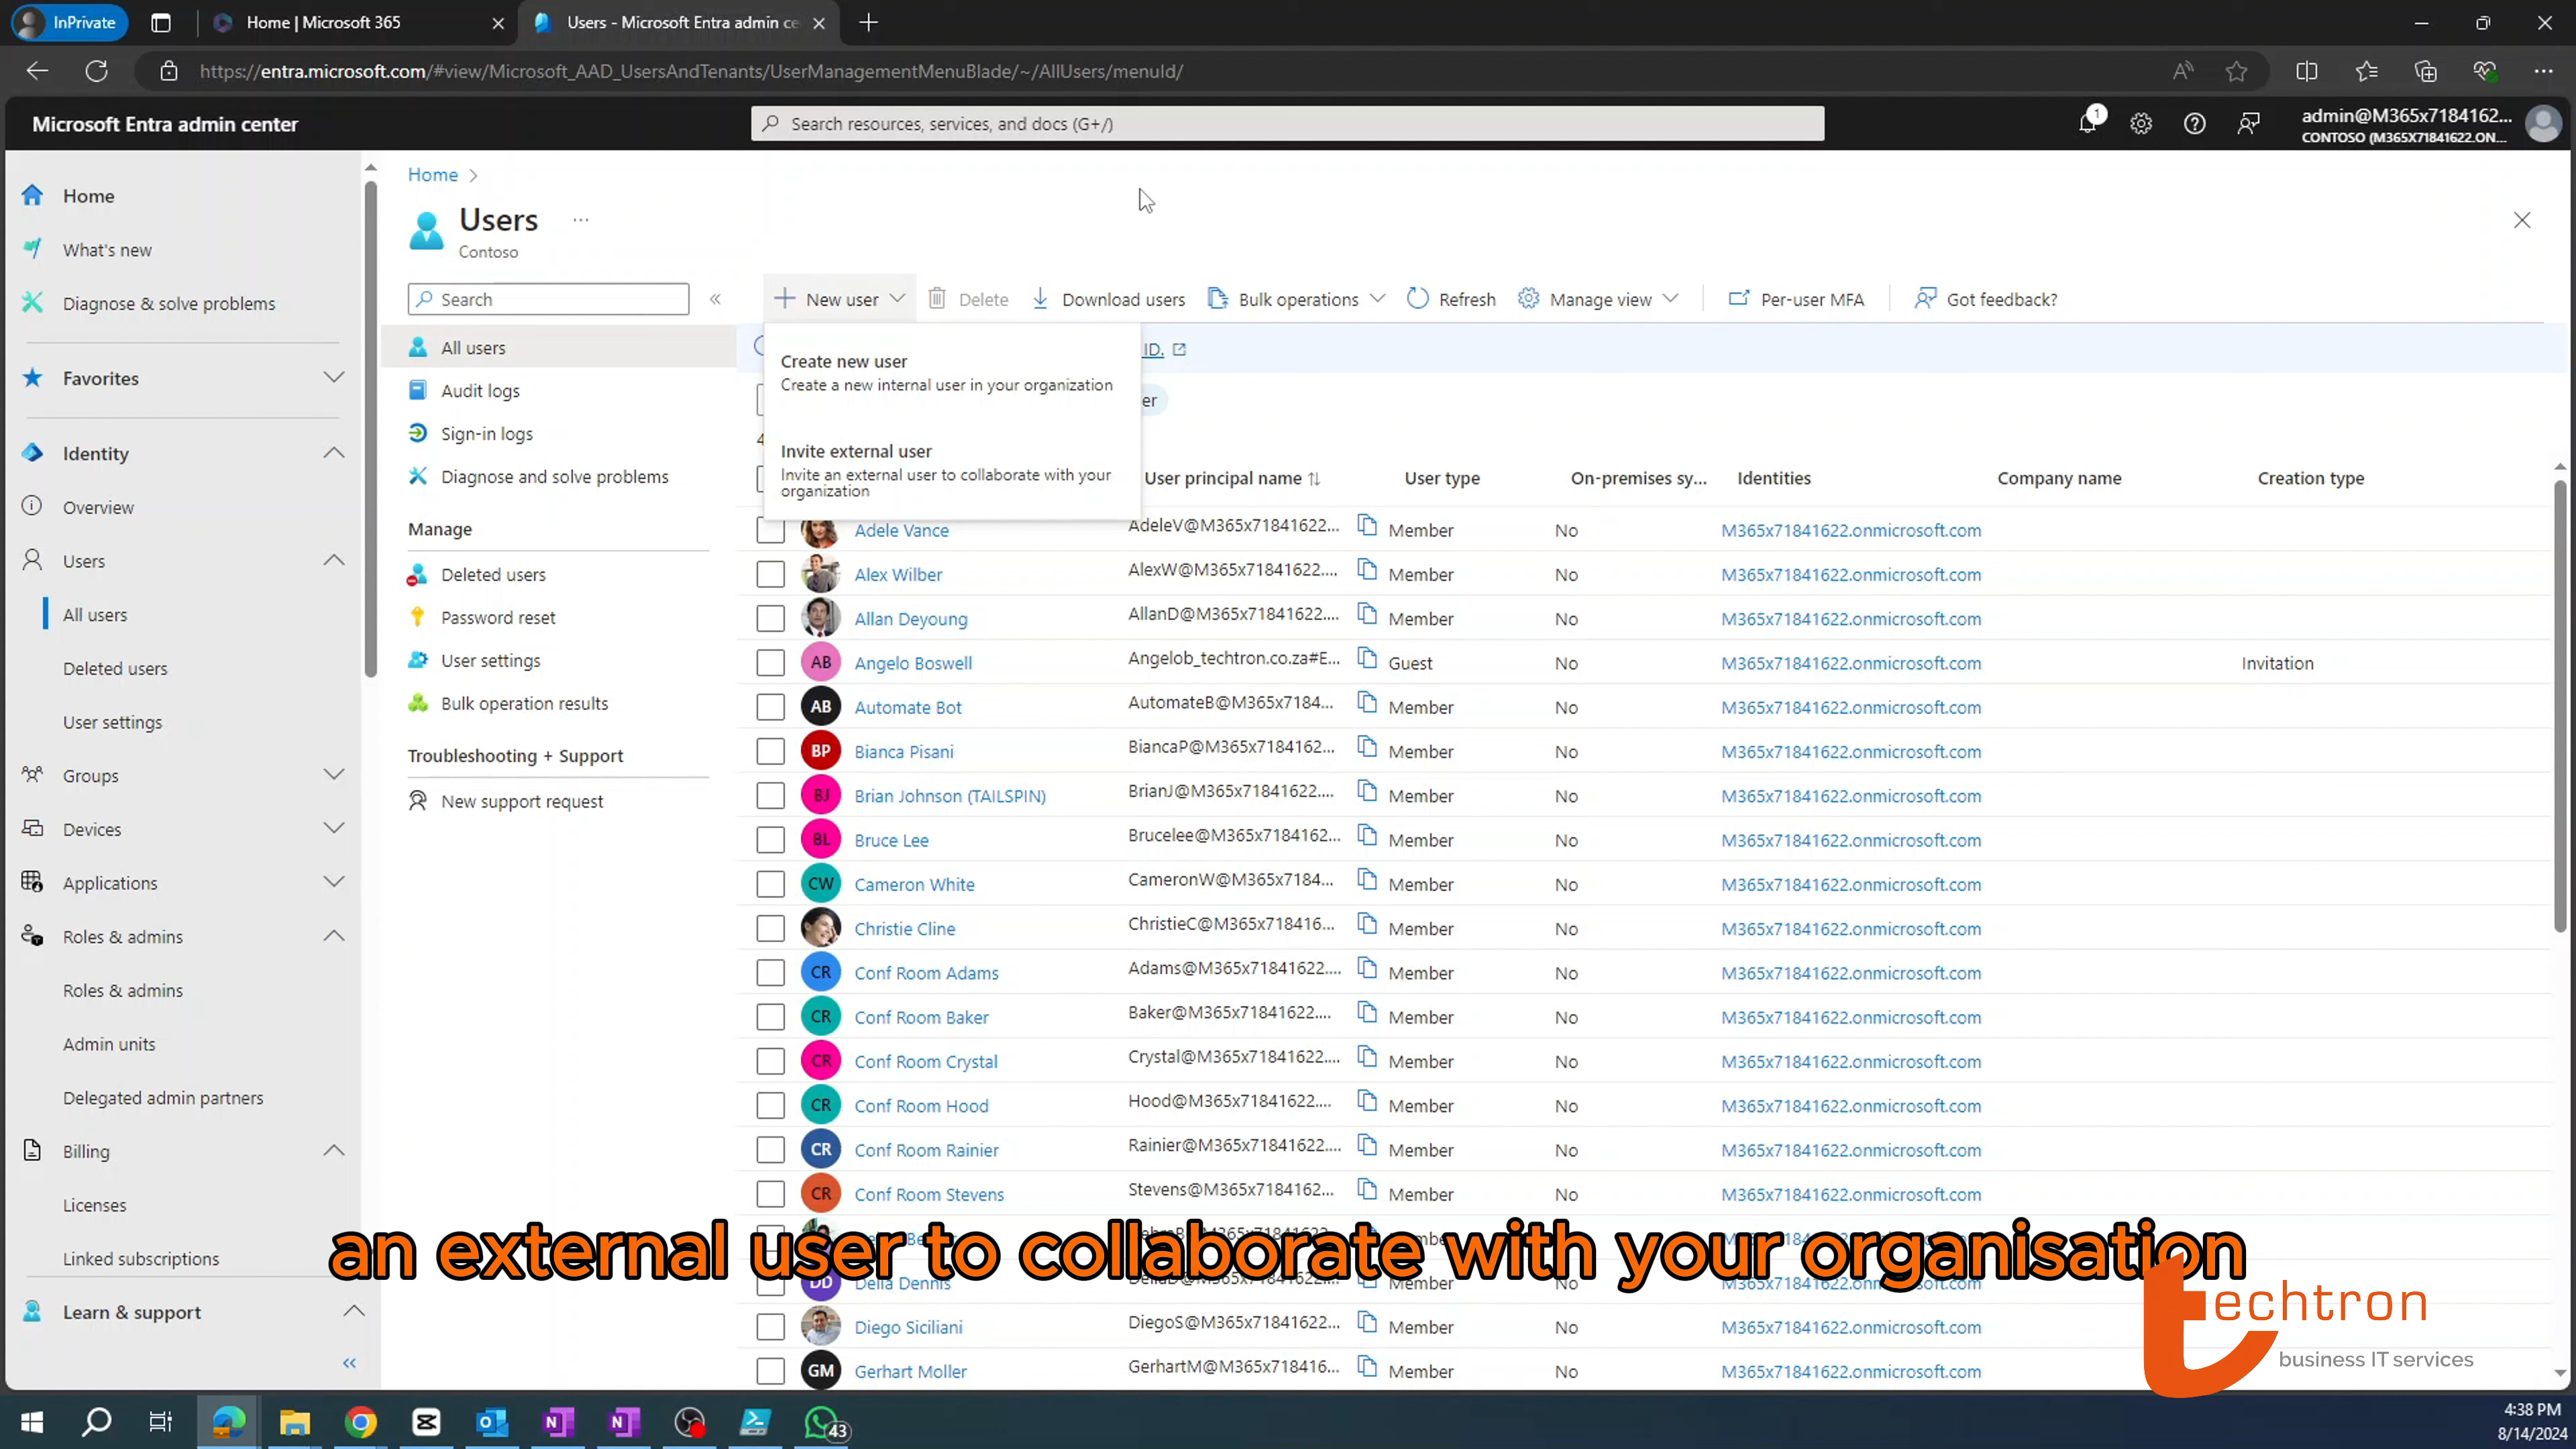 InPrivate
Home | Microsoft 365
Users - Microsoft Entra admin ce
https://entra.microsoft.com/#view/Microsoft_AAD_UsersAndTenants/UserManagementMenuBlade/~/AllUsers/menuId/
Microsoft Entra admin center
Search resources, services, and docs (G+/)
1
admin@M365x7184162...
CONTOSO (M365X71841622.ON...
Home
What's new
Diagnose & solve problems
Favorites
Identity
Overview
Users
All users
Deleted users
User settings
Groups
Devices
Applications
Roles & admins
Roles & admins
Admin units
Delegated admin partners
Billing
Licenses
Linked subscriptions
Learn & support
Home
Users
Contoso
Search
All users
Audit logs
Sign-in logs
Diagnose and solve problems
Manage
Deleted users
Password reset
User settings
Bulk operation results
Troubleshooting + Support
New support request
New user Delete Download users Bulk operations Refresh Manage view Per-user MFA Got feedback?
Create new user
Create a new internal user in your organization
Invite external user
Invite an external user to collaborate with your
organization
ID.
er
4
User principal name User type On-premises sy... Identities Company name Creation type
Adele Vance AdeleV@M365x71841622... Member No M365x71841622.onmicrosoft.com
Alex Wilber AlexW@M365x71841622.... Member No M365x71841622.onmicrosoft.com
Allan Deyoung AllanD@M365x71841622.... Member No M365x71841622.onmicrosoft.com
AB Angelo Boswell Angelob_techtron.co.za#E... Guest No M365x71841622.onmicrosoft.com Invitation
AB Automate Bot AutomateB@M365x7184... Member No M365x71841622.onmicrosoft.com
BP Bianca Pisani BiancaP@M365x7184162... Member No M365x71841622.onmicrosoft.com
BJ Brian Johnson (TAILSPIN) BrianJ@M365x71841622.... Member No M365x71841622.onmicrosoft.com
BL Bruce Lee Brucelee@M365x7184162... Member No M365x71841622.onmicrosoft.com
CW Cameron White CameronW@M365x7184... Member No M365x71841622.onmicrosoft.com
Christie Cline ChristieC@M365x718416... Member No M365x71841622.onmicrosoft.com
CR Conf Room Adams Adams@M365x71841622.... Member No M365x71841622.onmicrosoft.com
CR Conf Room Baker Baker@M365x71841622.... Member No M365x71841622.onmicrosoft.com
CR Conf Room Crystal Crystal@M365x71841622.... Member No M365x71841622.onmicrosoft.com
CR Conf Room Hood Hood@M365x71841622.... Member No M365x71841622.onmicrosoft.com
CR Conf Room Rainier Rainier@M365x71841622.... Member No M365x71841622.onmicrosoft.com
CR Conf Room Stevens Stevens@M365x7184162... Member No M365x71841622.onmicrosoft.com
an external user to collaborate with your organisation
DD Delia Dennis Member No M365x71841622.onmicrosoft.com
Diego Siciliani DiegoS@M365x71841622... Member No M365x71841622.onmicrosoft.com
GM Gerhart Moller GerhartM@M365x718416... Member No M365x71841622.onmicrosoft.com
techtron
business IT services
43
4:38 PM
8/14/2024